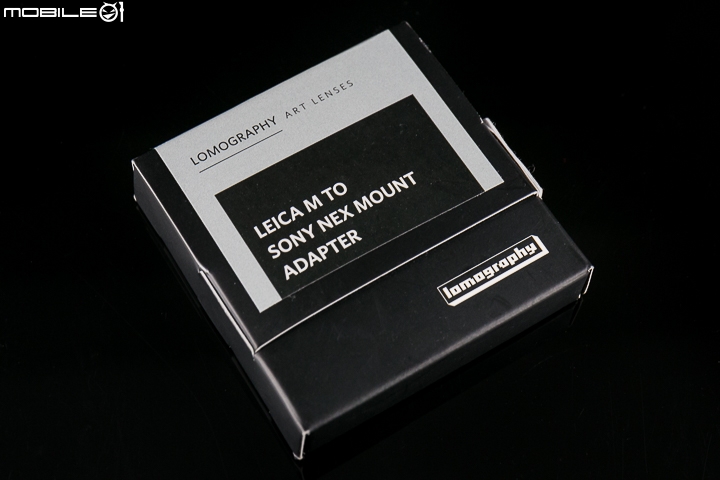 MOBILE01
LOMOGRAPHY ART LENSES
LEICA M TO
SONY NEX MOUNT
ADAPTER
lomography